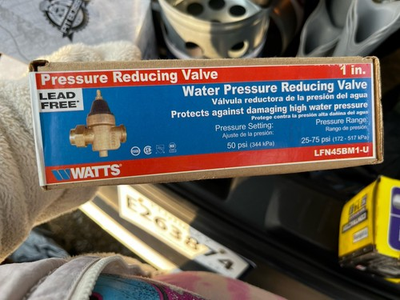 Pressure Reducing Valve 1 in.
LEAD
FREE*
Water Pressure Reducing Valve
Válvula reductora de la presión del agua
Protects against damaging high water pressure
Protege contra la presión alta dañina del agua
Pressure Setting:
Ajuste de la presión:
50 psi (344 kPa)
Pressure Range:
Rango de presión
25-75 psi (172 - 517 kPa)
WATTS
LFN45BM1-U